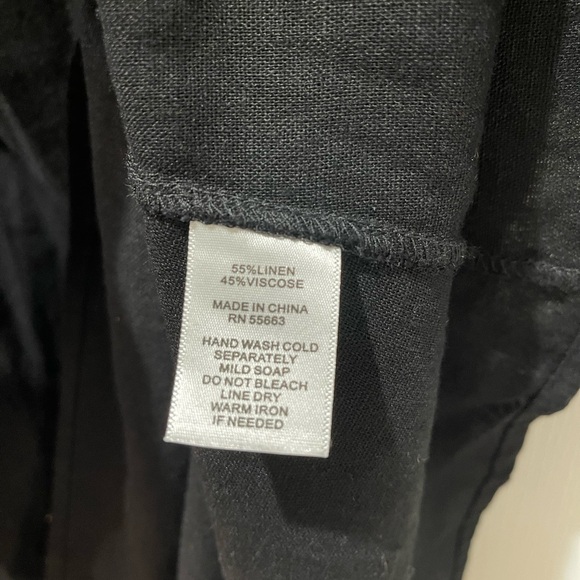 55%LINEN
45%VISCOSE
MADE IN CHINA
RN 55663
HAND WASH COLD
SEPARATELY
MILD SOAP
DO NOT BLEACH
LINE DRY
WARM IRON
IF NEEDED